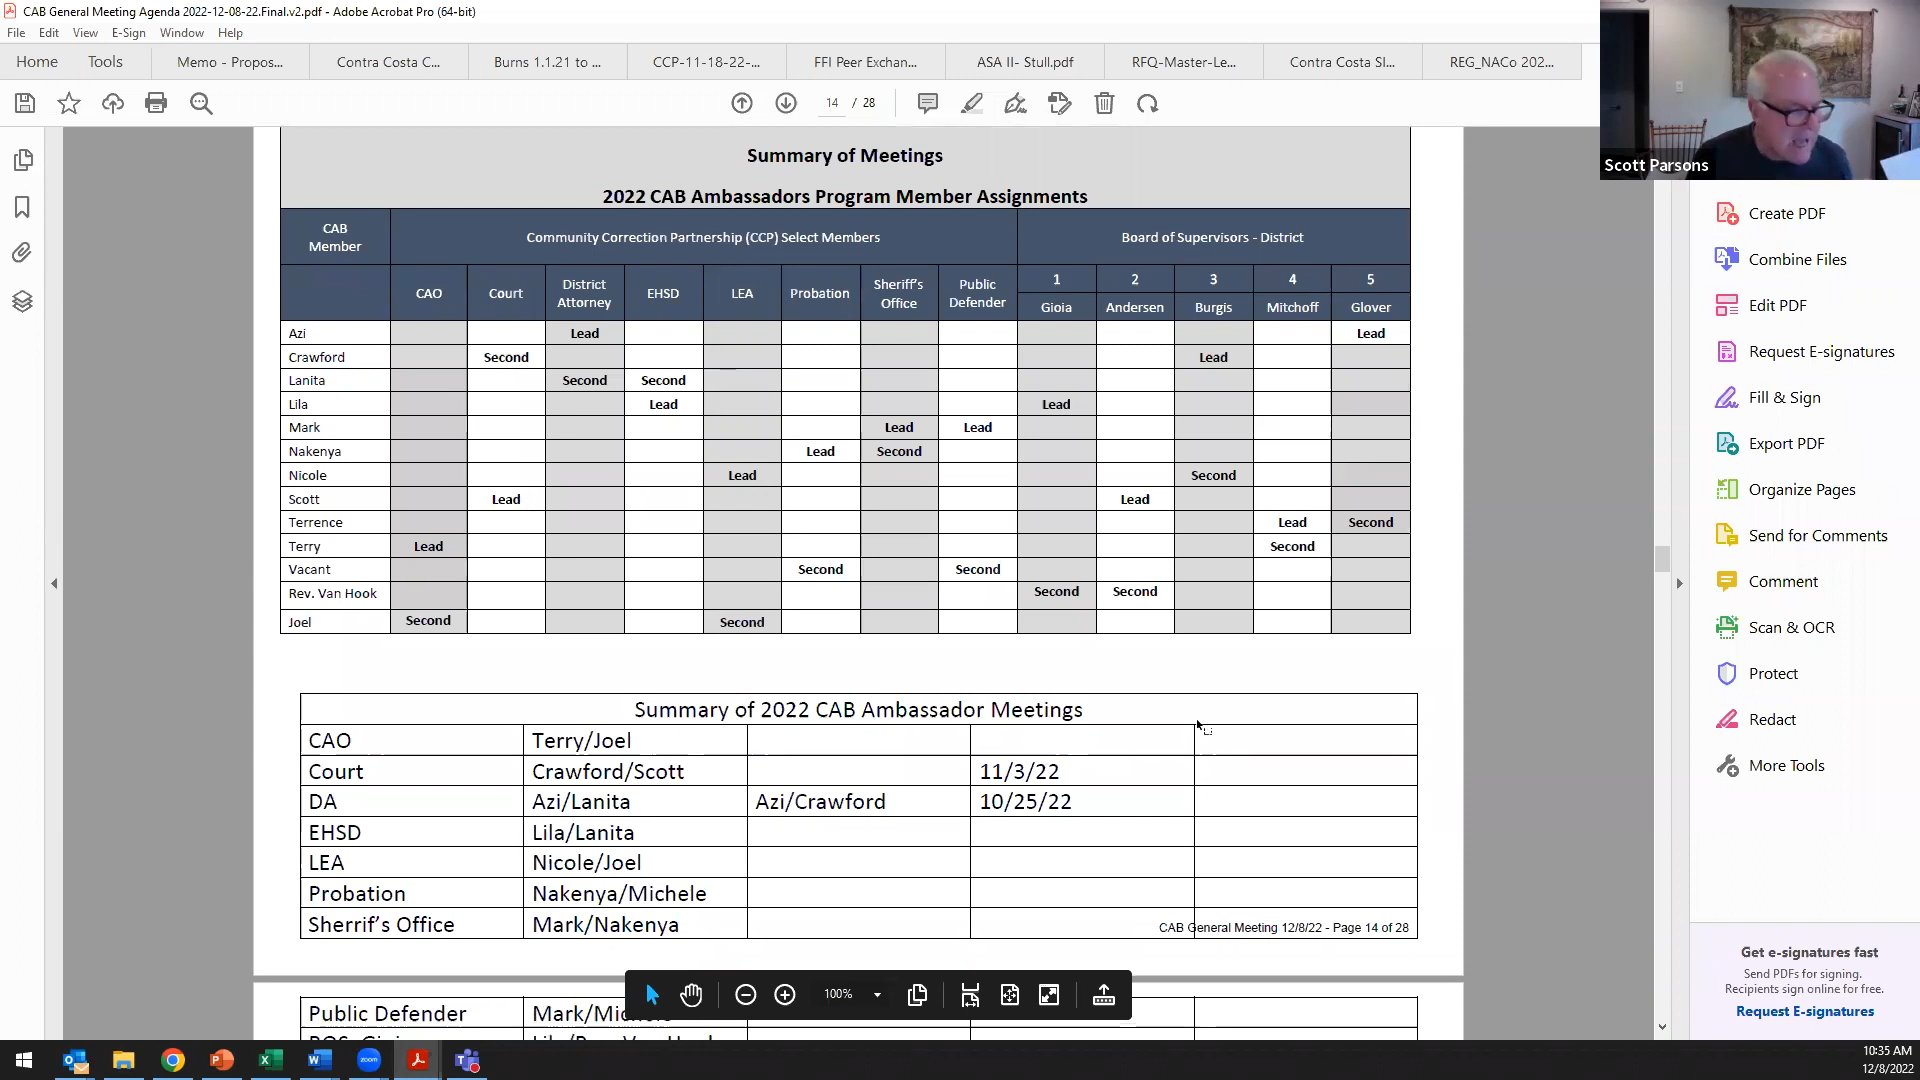 CAB General Meeting Agenda 2022-12-08-22.Final.v2.pdf - Adobe Acrobat Pro (64-bit)
File Edit View E-Sign Window Help
Home Tools Memo - Propos... Contra Costa C... Burns 1.1.21 to ... CCP-11-18-22-... FFI Peer Exchan... ASA II- Stull.pdf RFQ-Master-Le... Contra Costa Sl... REG_NACo 202...
14 / 28
Scott Parsons
Summary of Meetings
2022 CAB Ambassadors Program Member Assignments
CAB Member Community Correction Partnership (CCP) Select Members Board of Supervisors - District
CAO Court District Attorney EHSD LEA Probation Sheriff's Office Public Defender 1 2 3 4 5
Gioia Andersen Burgis Mitchoff Glover
Azi Lead Lead
Crawford Second Lead
Lanita Second Second
Lila Lead Lead
Mark Lead Lead
Nakenya Lead Second
Nicole Lead Second
Scott Lead Lead
Terrence Lead Second
Terry Lead Second
Vacant Second Second
Rev. Van Hook Second Second
Joel Second Second
Summary of 2022 CAB Ambassador Meetings
CAO Terry/Joel
Court Crawford/Scott 11/3/22
DA Azi/Lanita Azi/Crawford 10/25/22
EHSD Lila/Lanita
LEA Nicole/Joel
Probation Nakenya/Michele
Sherrif’s Office Mark/Nakenya
CAB General Meeting 12/8/22 - Page 14 of 28
Public Defender
100%
Create PDF
Combine Files
Edit PDF
Request E-signatures
Fill & Sign
Export PDF
Organize Pages
Send for Comments
Comment
Scan & OCR
Protect
Redact
More Tools
Get e-signatures fast
Send PDFs for signing.
Recipients sign online for free.
Request E-signatures
zoom
10:35 AM
12/8/2022